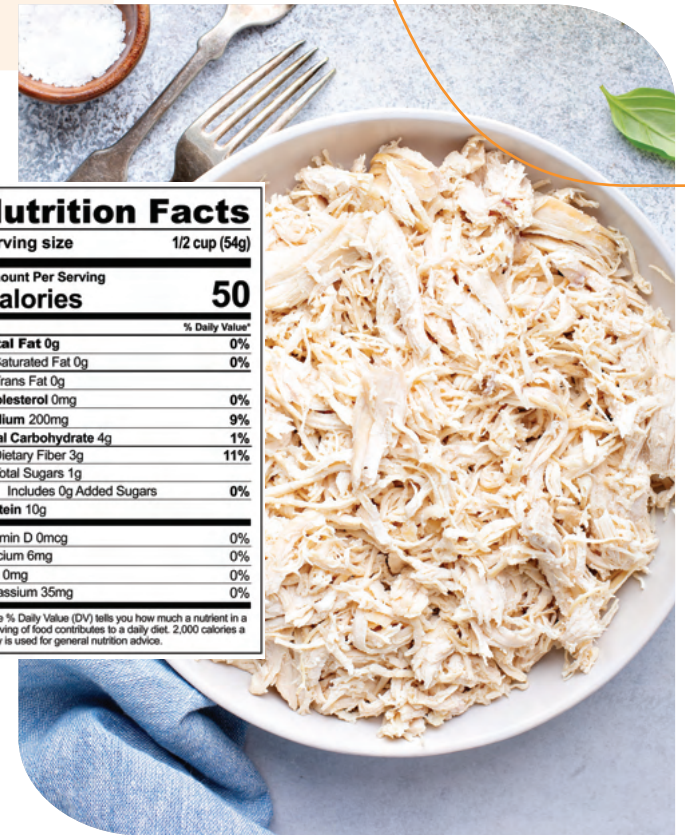 lutrition Facts
rving size 1/2 cup (54g)
ount Per Serving
alories 50
% Daily Value*
tal Fat 0g 0%
aturated Fat 0g 0%
rans Fat 0g
olesterol 0mg 0%
lium 200mg 9%
al Carbohydrate 4g 1%
Dietary Fiber 3g 11%
otal Sugars 1g
Includes 0g Added Sugars 0%
tein 10g
min D 0mcg 0%
cium 6mg 0%
0mg 0%
assium 35mg 0%
e % Daily Value (DV) tells you how much a nutrient in a
ving of food contributes to a daily diet. 2,000 calories a
y is used for general nutrition advice.